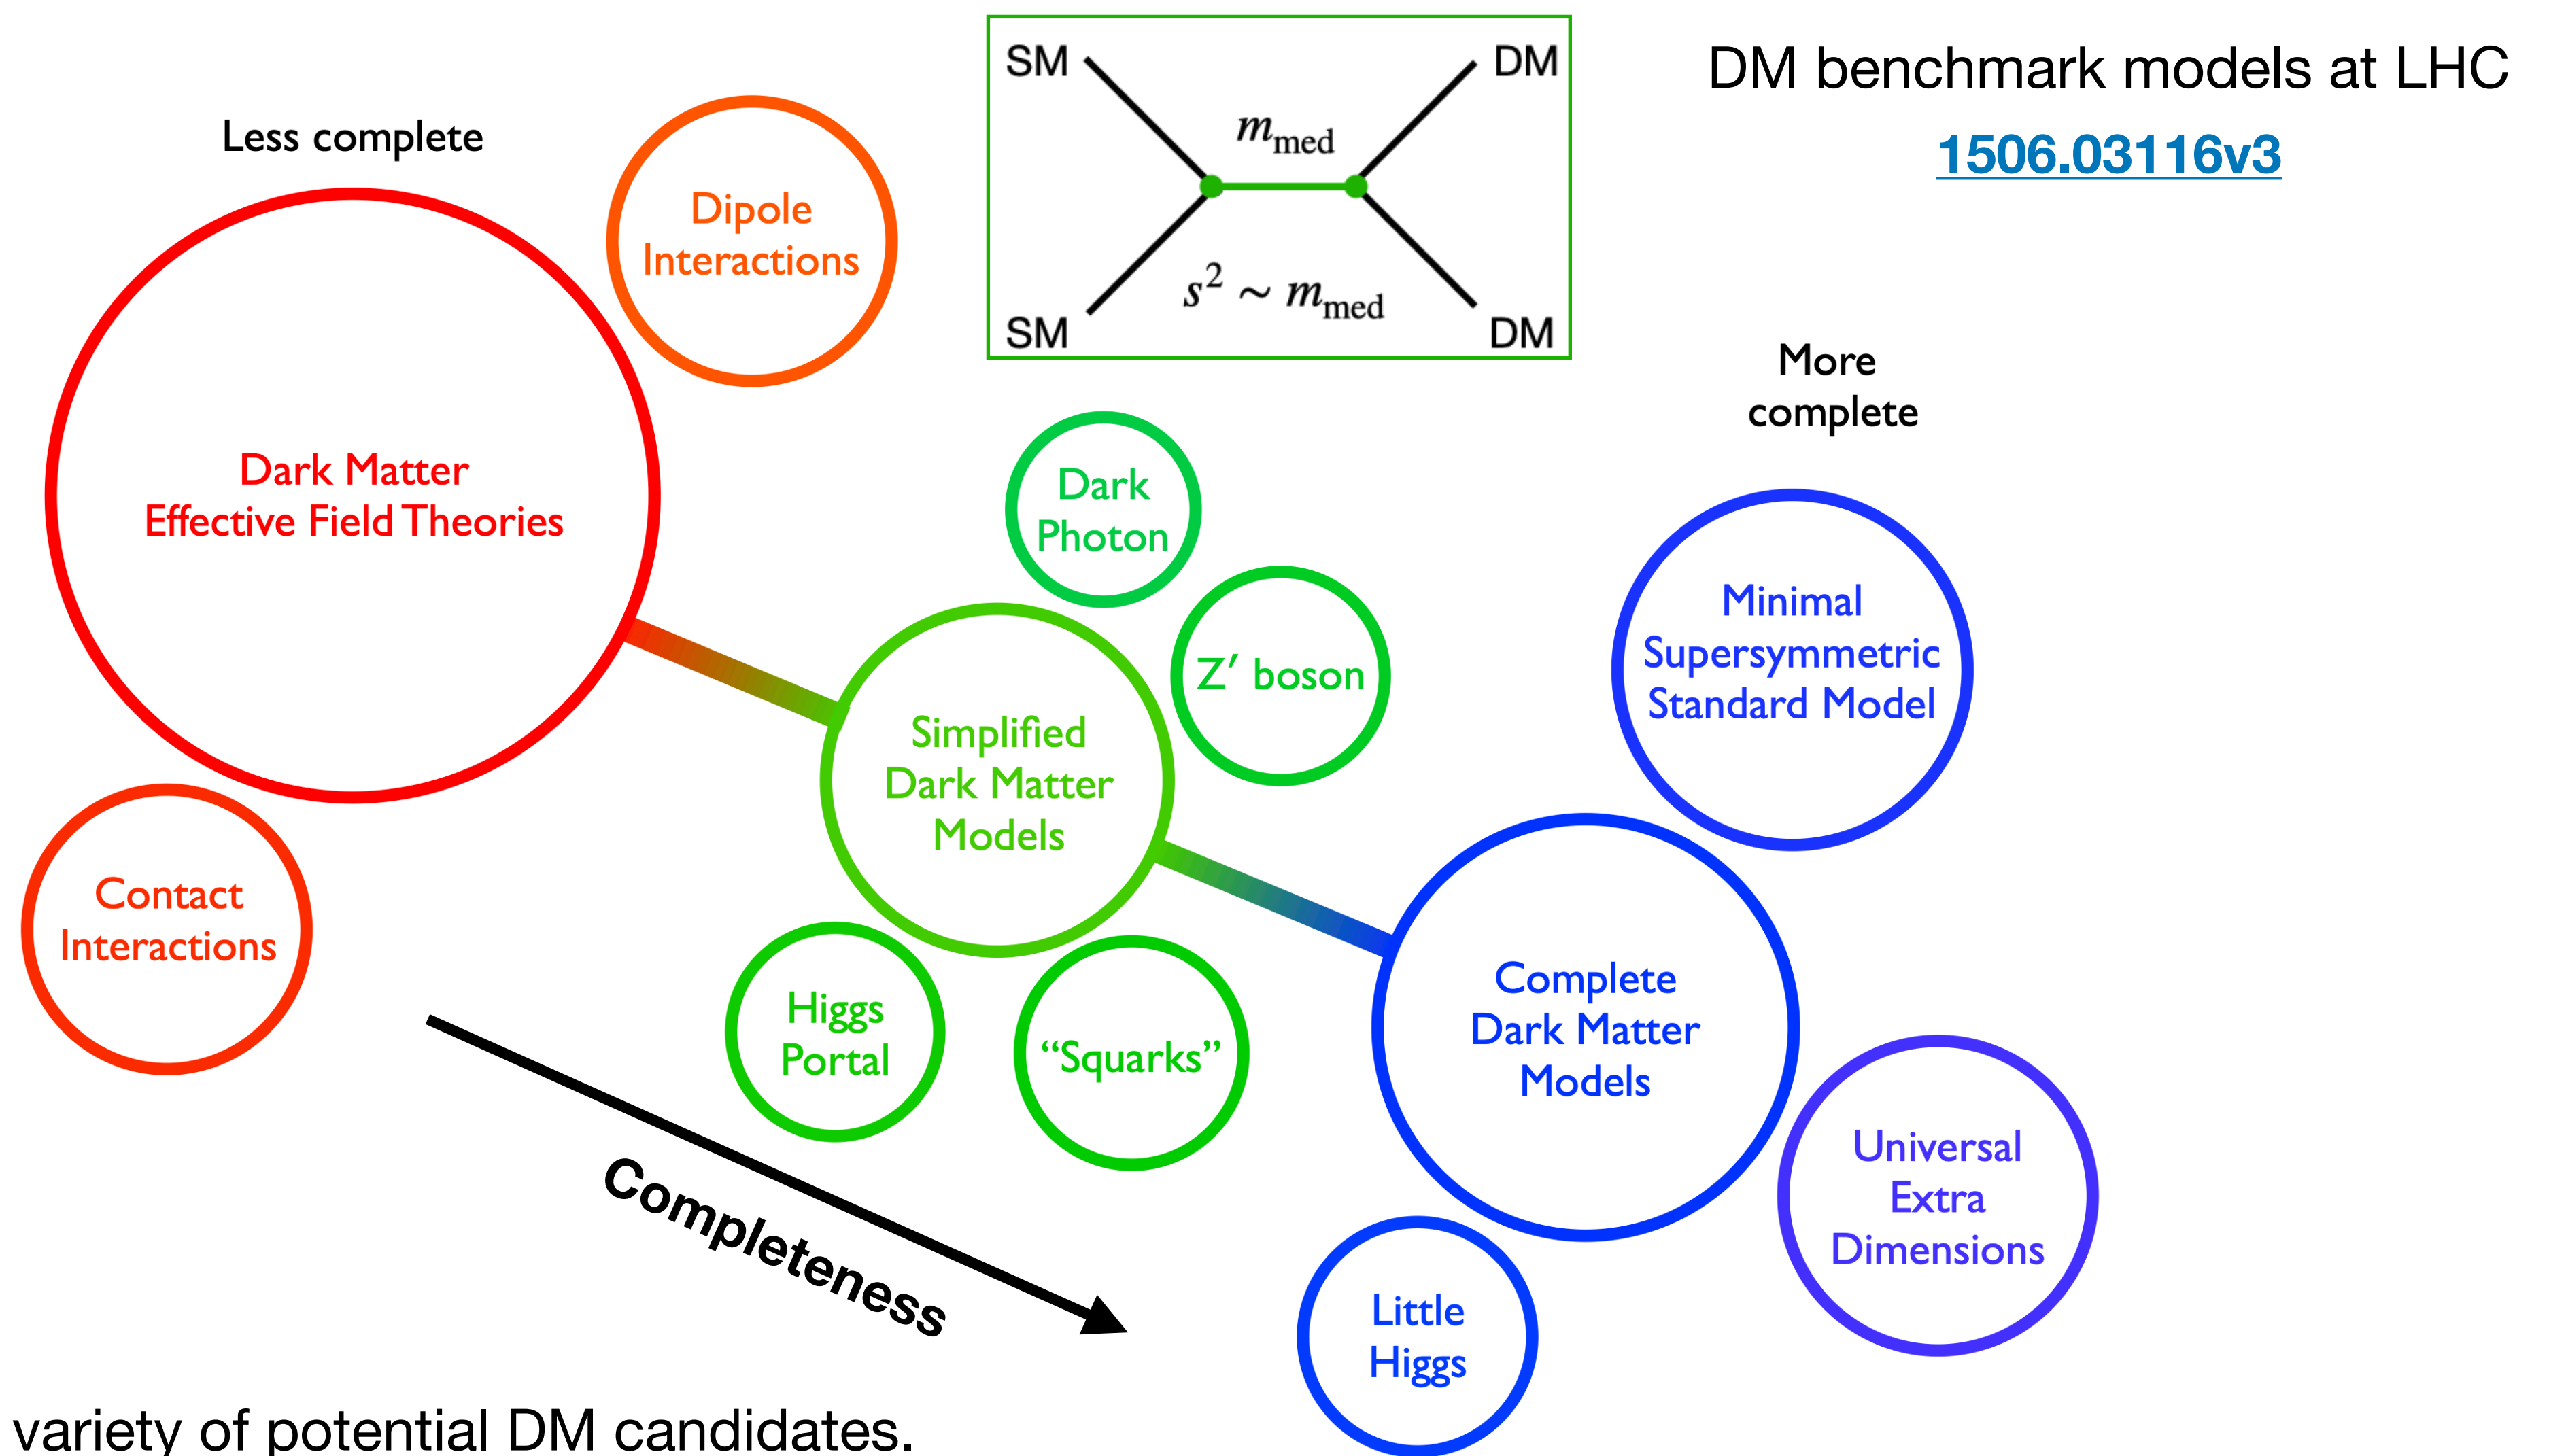 DM benchmark models at LHC
1506.03116v3
SM
DM
m_med
s² ~ m_med
SM
DM
Less complete
Dipole
Interactions
More
complete
Dark Matter
Effective Field Theories
Dark
Photon
Z′ boson
Minimal
Supersymmetric
Standard Model
Simplified
Dark Matter
Models
Contact
Interactions
Higgs
Portal
“Squarks”
Complete
Dark Matter
Models
Universal
Extra
Dimensions
Completeness
Little
Higgs
variety of potential DM candidates.